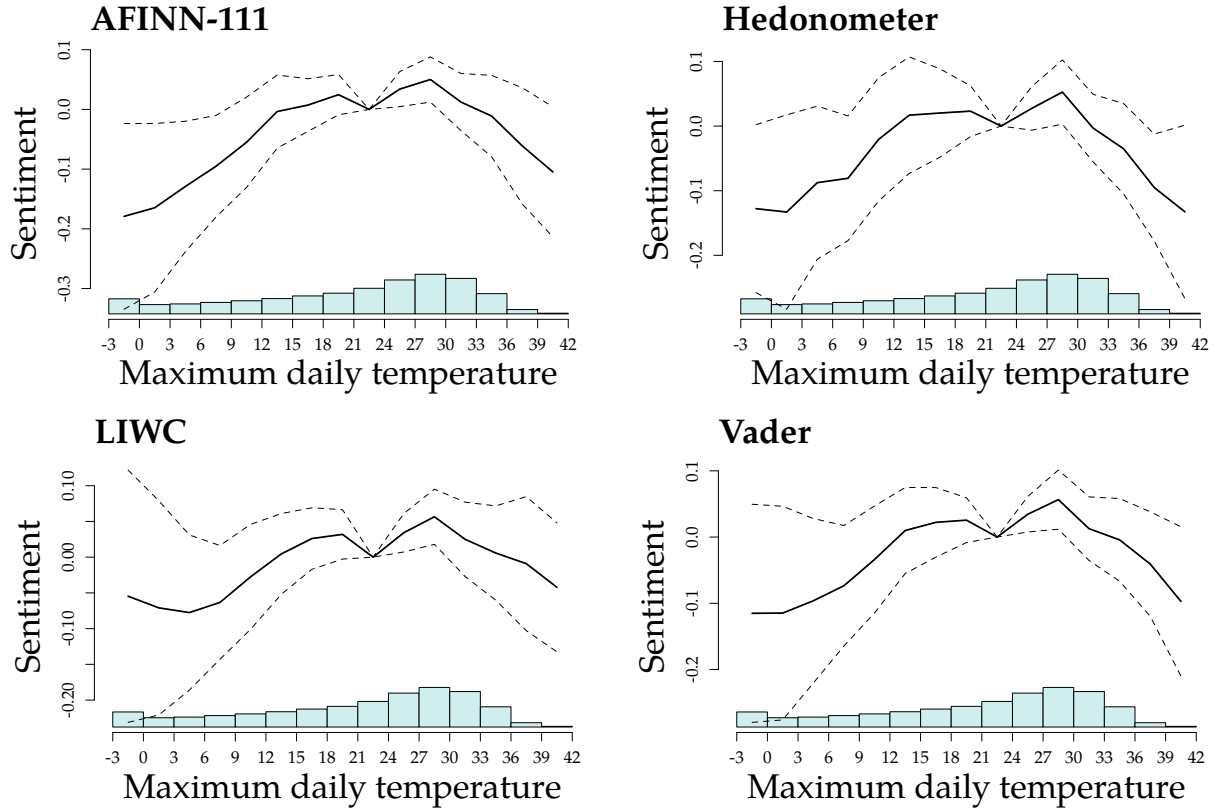 AFINN-111
Sentiment
0.1
0.0
-0.1
-0.2
-0.3
-3 0 3 6 9 12 15 18 21 24 27 30 33 36 39 42
Maximum daily temperature
Hedonometer
Sentiment
0.1
0.0
-0.1
-0.2
-3 0 3 6 9 12 15 18 21 24 27 30 33 36 39 42
Maximum daily temperature
LIWC
Sentiment
0.10
0.00
-0.10
-0.20
-3 0 3 6 9 12 15 18 21 24 27 30 33 36 39 42
Maximum daily temperature
Vader
Sentiment
0.1
0.0
-0.1
-0.2
-3 0 3 6 9 12 15 18 21 24 27 30 33 36 39 42
Maximum daily temperature